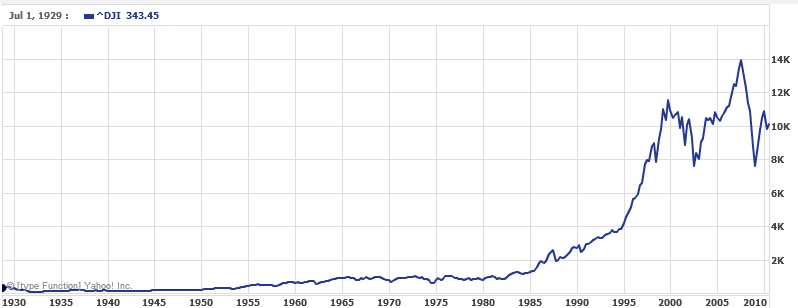 Jul 1, 1929 : ^DJI 343.45
14K
12K
10K
8K
6K
4K
2K
© [type Function] Yahoo! Inc.
1930 1935 1940 1945 1950 1955 1960 1965 1970 1975 1980 1985 1990 1995 2000 2005 2010